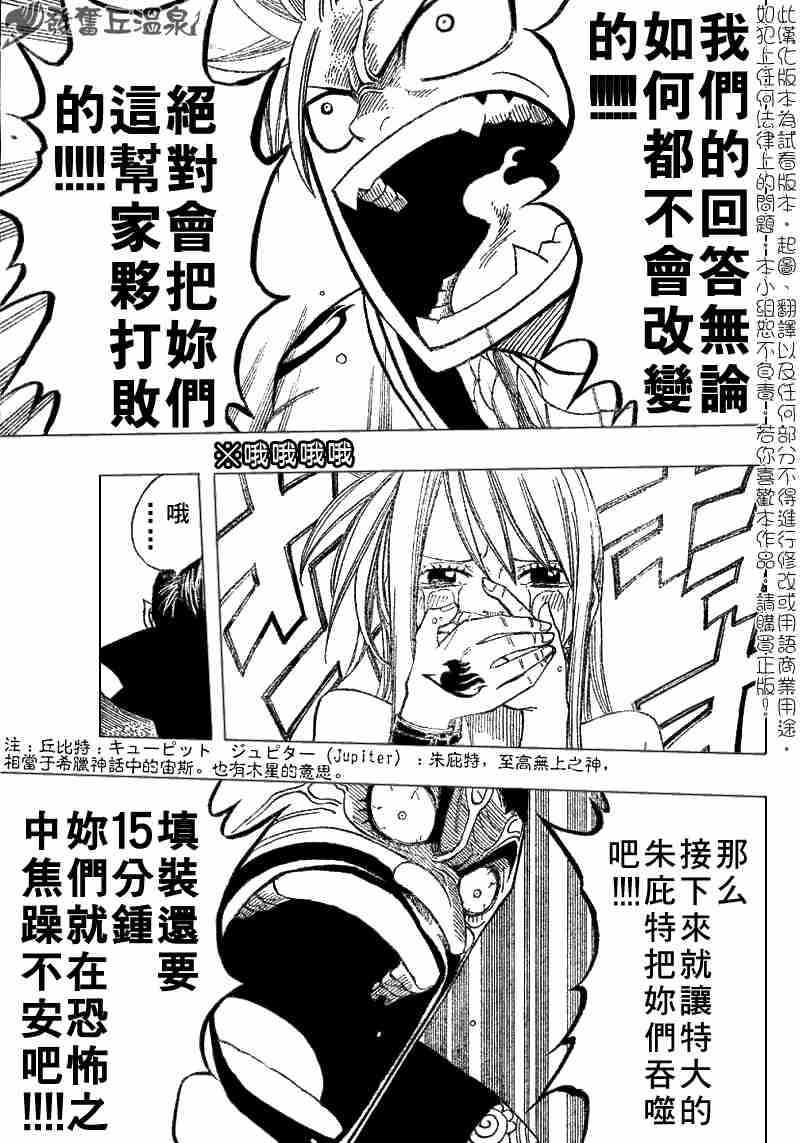 發奮丘溫泉
此漢化版本為試看版本。起圖、翻譯以及任何部分不得進行修改或用語商業用途。
如犯上任何法律上的問題--本小組恕不負責--若你喜歡本作品--請購買正版!
我們的回答無論
如何都不會改變
的!!!!!!
絕對會把妳們
這幫家夥打敗
的!!!!!
※哦哦哦哦
哦
……
注：丘比特：キューピット ジュピター（Jupiter）：朱庇特，至高無上之神，
相當于希臘神話中的宙斯。也有木星的意思。
那么
接下來就讓特大的
朱庇特把妳們吞噬
吧!!!!
填裝還要
15分鍾
妳們就在恐怖之
中焦躁不安吧!!!!